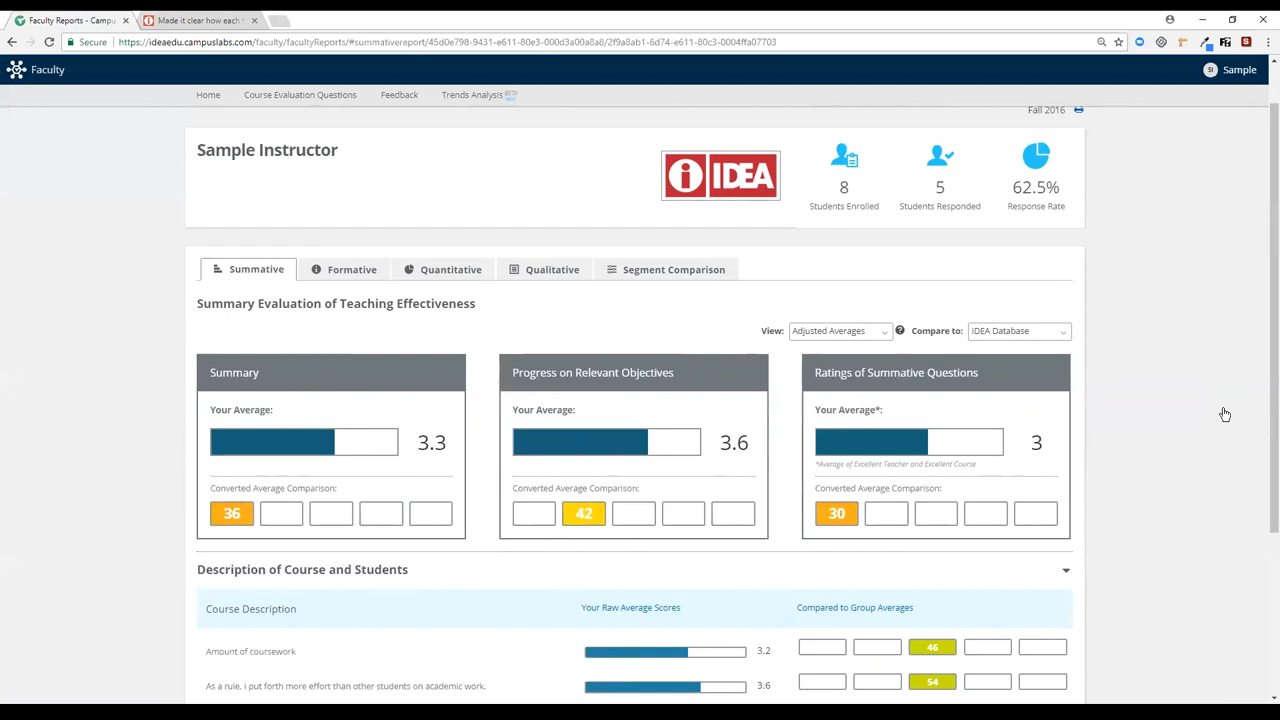 Faculty Reports - Campu
Made it clear how each
Secure
https://ideaedu.campuslabs.com/faculty/facultyReports/#summativereport/45d0e798-9431-e611-80e3-000d3a00a8a8/2f9a8ab1-6d74-e611-80c3-0004ffa07703
Faculty
SI Sample
Home Course Evaluation Questions Feedback Trends Analysis BETA
Fall 2016
Sample Instructor
IDEA
8 5 62.5%
Students Enrolled Students Responded Response Rate
Summative Formative Quantitative Qualitative Segment Comparison
Summary Evaluation of Teaching Effectiveness
View: Adjusted Averages Compare to: IDEA Database
Summary Progress on Relevant Objectives Ratings of Summative Questions
Your Average: Your Average: Your Average*:
3.3 3.6 3
*Average of Excellent Teacher and Excellent Course
Converted Average Comparison: Converted Average Comparison: Converted Average Comparison:
36 42 30
Description of Course and Students
Course Description Your Raw Average Scores Compared to Group Averages
Amount of coursework 3.2 46
As a rule, I put forth more effort than other students on academic work. 3.6 54